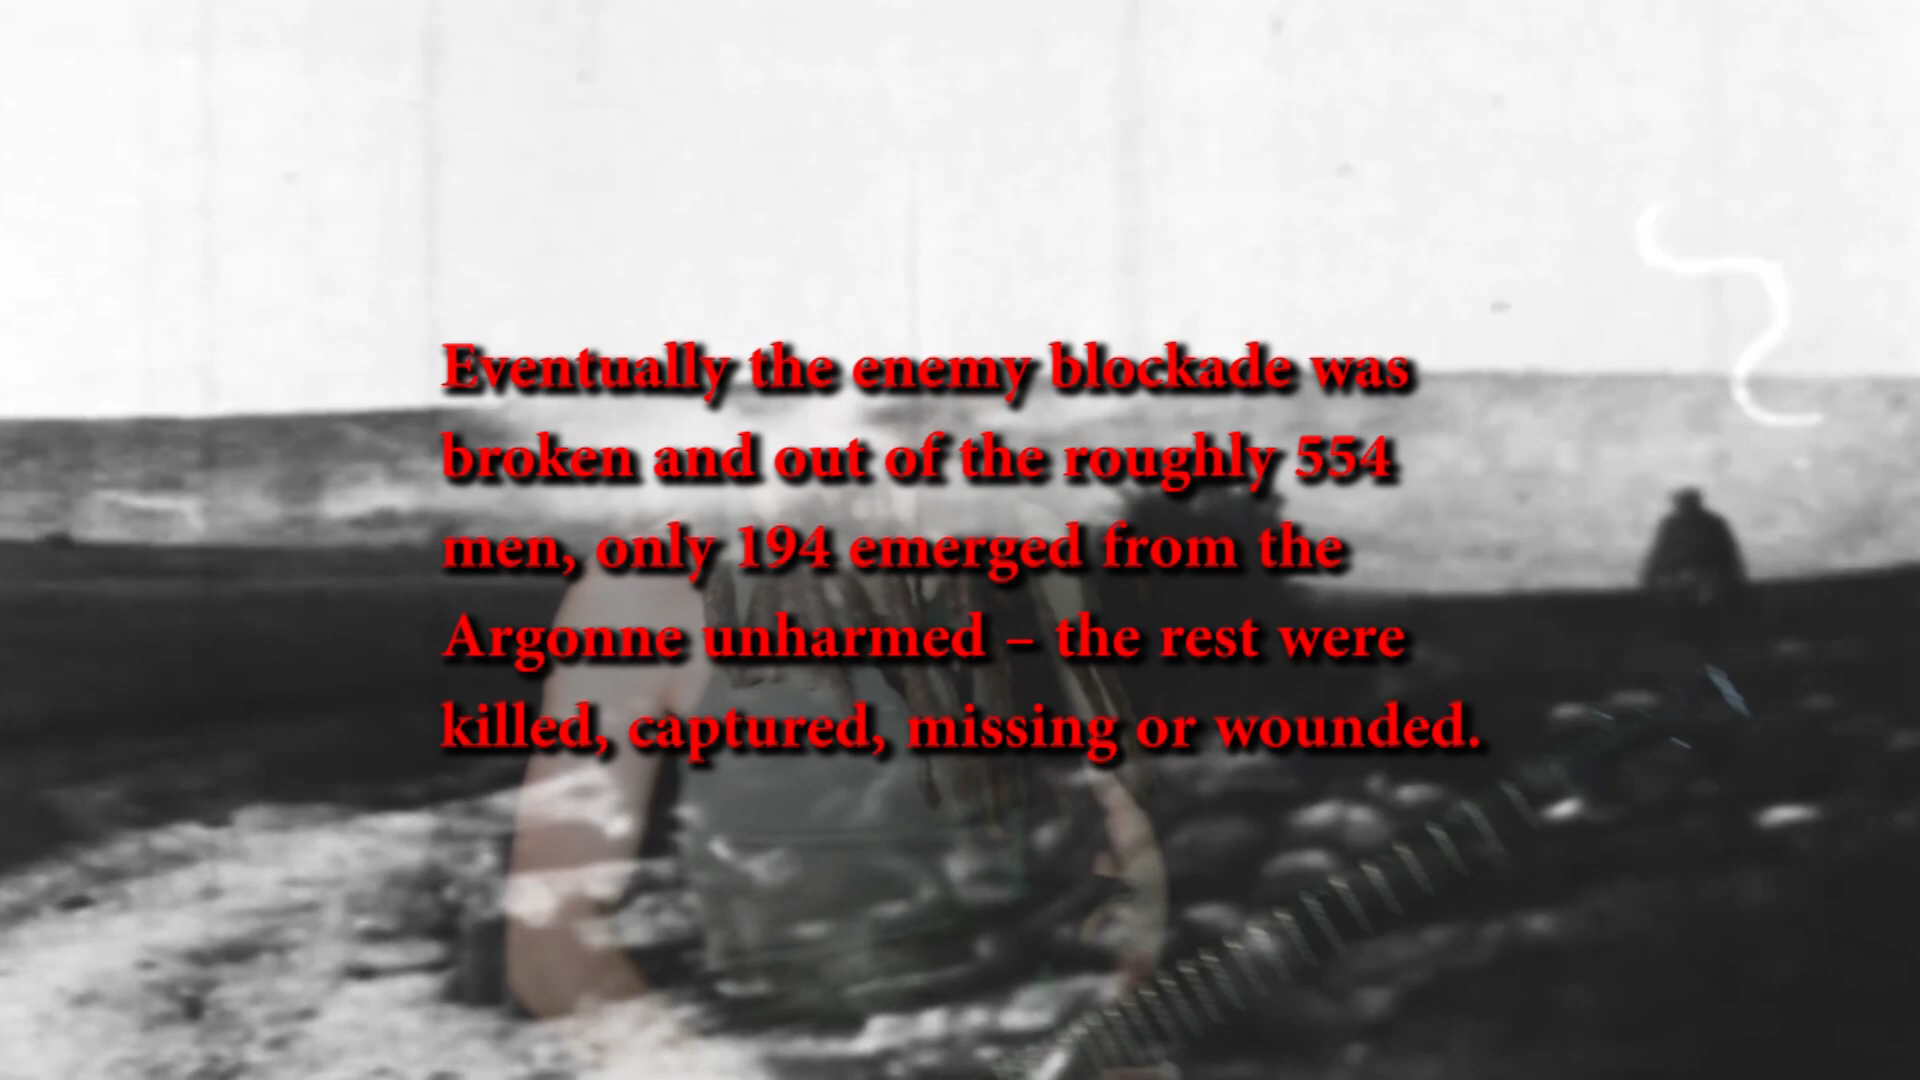 Eventually the enemy blockade was
broken and out of the roughly 554
men, only 194 emerged from the
Argonne unharmed – the rest were
killed, captured, missing or wounded.